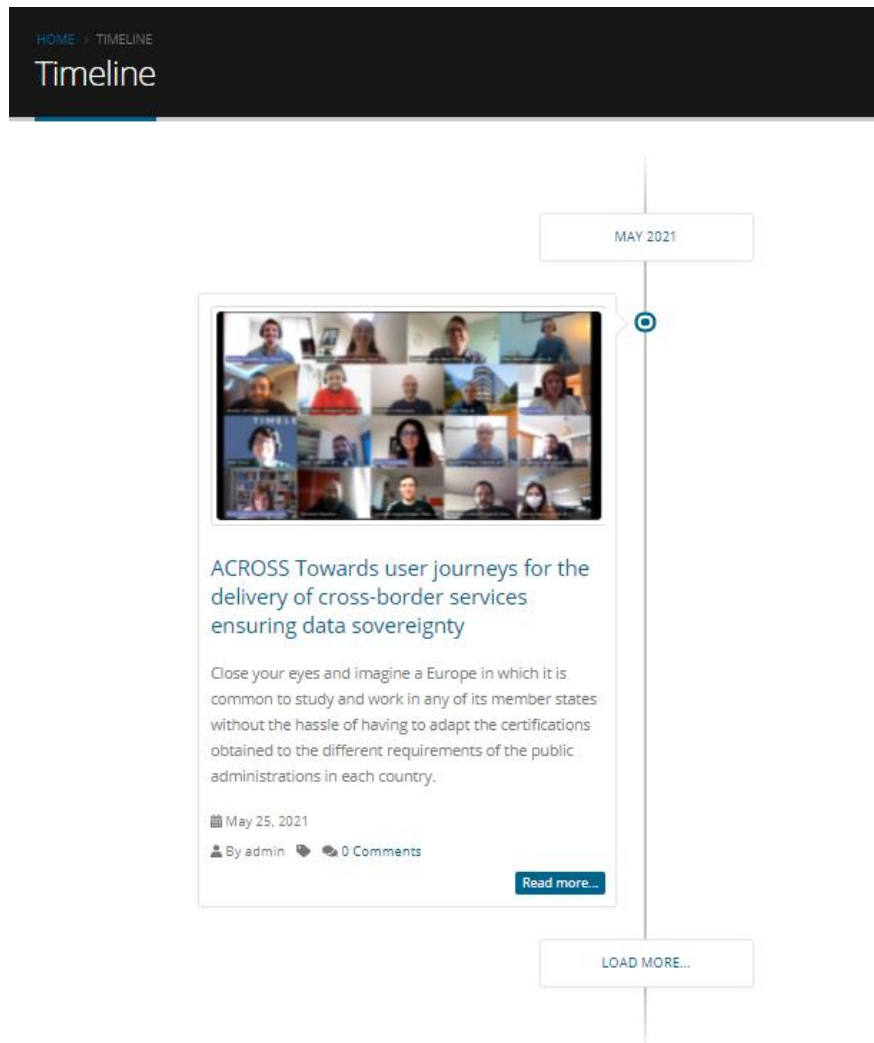 HOME > TIMELINE
Timeline
MAY 2021
TIMELE
ACROSS Towards user journeys for the
delivery of cross-border services
ensuring data sovereignty
Close your eyes and imagine a Europe in which it is
common to study and work in any of its member states
without the hassle of having to adapt the certifications
obtained to the different requirements of the public
administrations in each country.
May 25, 2021
By admin 0 Comments
Read more...
LOAD MORE...